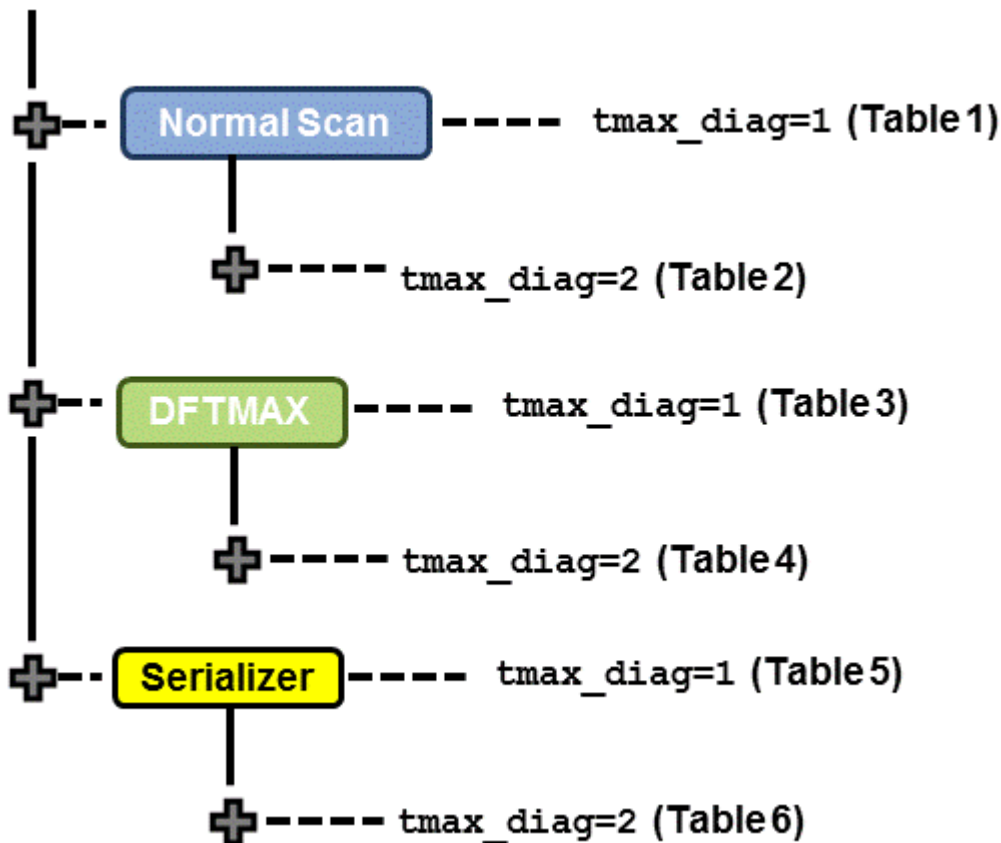 Normal Scan tmax_diag=1 (Table 1)
tmax_diag=2 (Table 2)
DFTMAX tmax_diag=1 (Table 3)
tmax_diag=2 (Table 4)
Serializer tmax_diag=1 (Table 5)
tmax_diag=2 (Table 6)